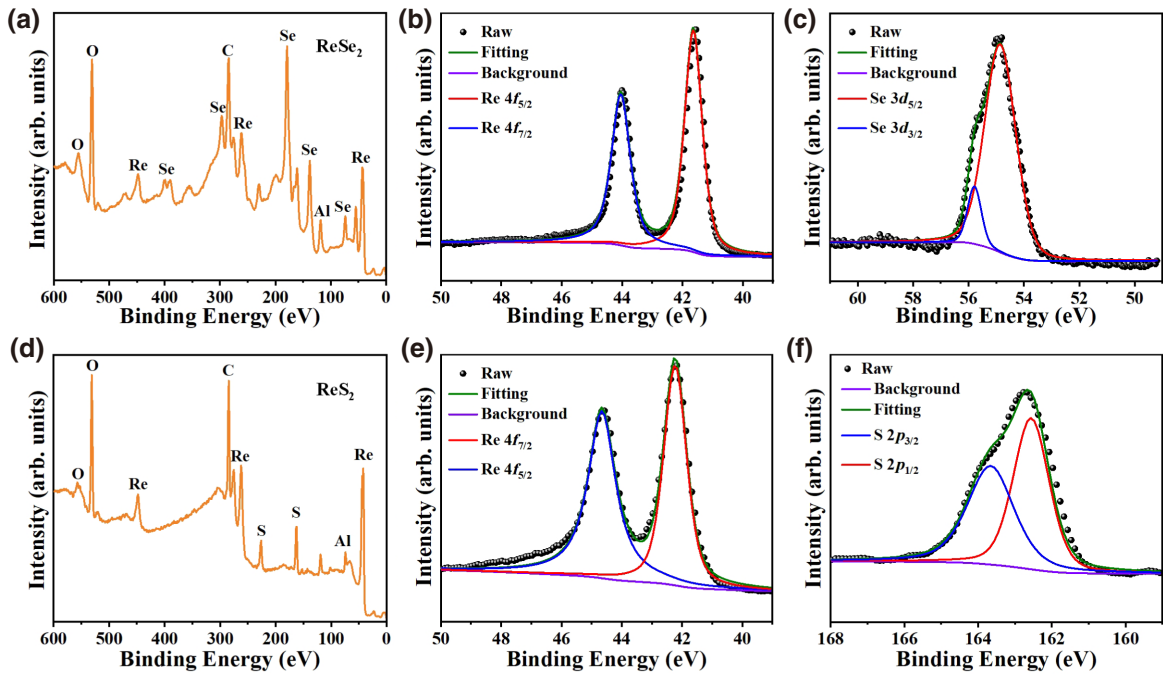 (a)
ReSe2
O
O
Re
Se
Se
C
Re
Se
Se
Al
Se
Re
Intensity (arb. units)
600 500 400 300 200 100 0
Binding Energy (eV)
(b)
Raw
Fitting
Background
Re 4f5/2
Re 4f7/2
Intensity (arb. units)
50 48 46 44 42 40
Binding Energy (eV)
(c)
Raw
Fitting
Background
Se 3d5/2
Se 3d3/2
Intensity (arb. units)
60 58 56 54 52 50
Binding Energy (eV)
(d)
ReS2
O
O
Re
C
Re
S
S
Al
Re
Intensity (arb. units)
600 500 400 300 200 100 0
Binding Energy (eV)
(e)
Raw
Fitting
Background
Re 4f7/2
Re 4f5/2
Intensity (arb. units)
50 48 46 44 42 40
Binding Energy (eV)
(f)
Raw
Background
Fitting
S 2p3/2
S 2p1/2
Intensity (arb. units)
168 166 164 162 160
Binding Energy (eV)